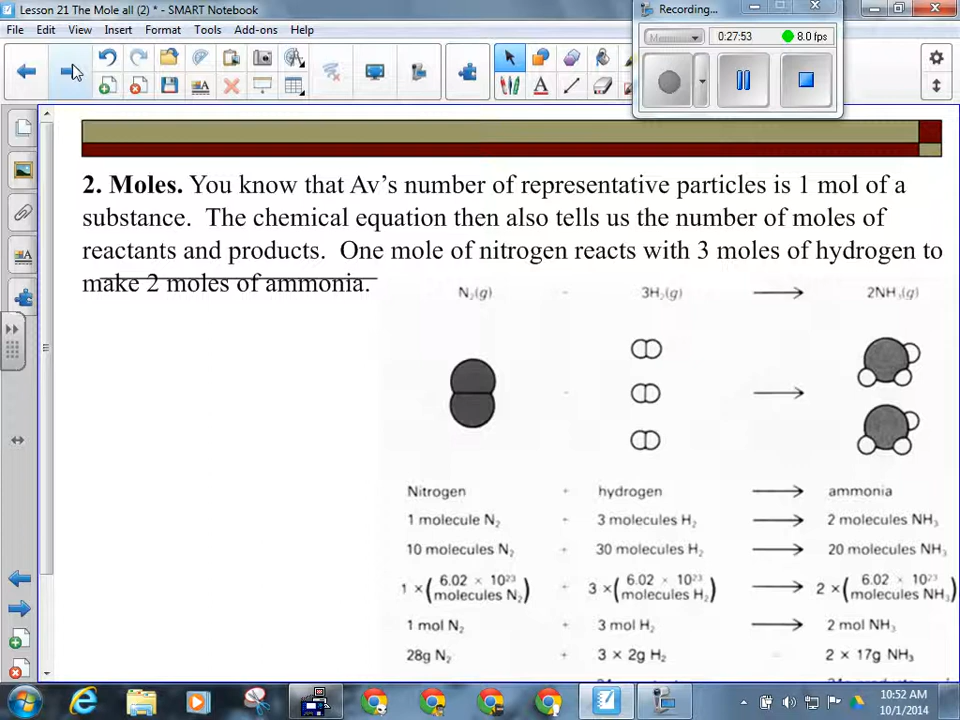 Lesson 21 The Mole all (2) * - SMART Notebook
Recording...
File Edit View Insert Format Tools Add-ons Help
0:27:53
8.0 fps
2. Moles. You know that Av's number of representative particles is 1 mol of a
substance. The chemical equation then also tells us the number of moles of
reactants and products. One mole of nitrogen reacts with 3 moles of hydrogen to
make 2 moles of ammonia.
N₂(g) 3H₂(g) → 2NH₃(g)
Nitrogen + hydrogen → ammonia
1 molecule N₂ + 3 molecules H₂ → 2 molecules NH₃
10 molecules N₂ + 30 molecules H₂ → 20 molecules NH₃
1 × (6.02 × 10²³ molecules N₂) + 3 × (6.02 × 10²³ molecules H₂) → 2 × (6.02 × 10²³ molecules NH₃)
1 mol N₂ + 3 mol H₂ → 2 mol NH₃
28g N₂ + 3 × 2g H₂ 2 × 17g NH₃
10:52 AM
10/1/2014